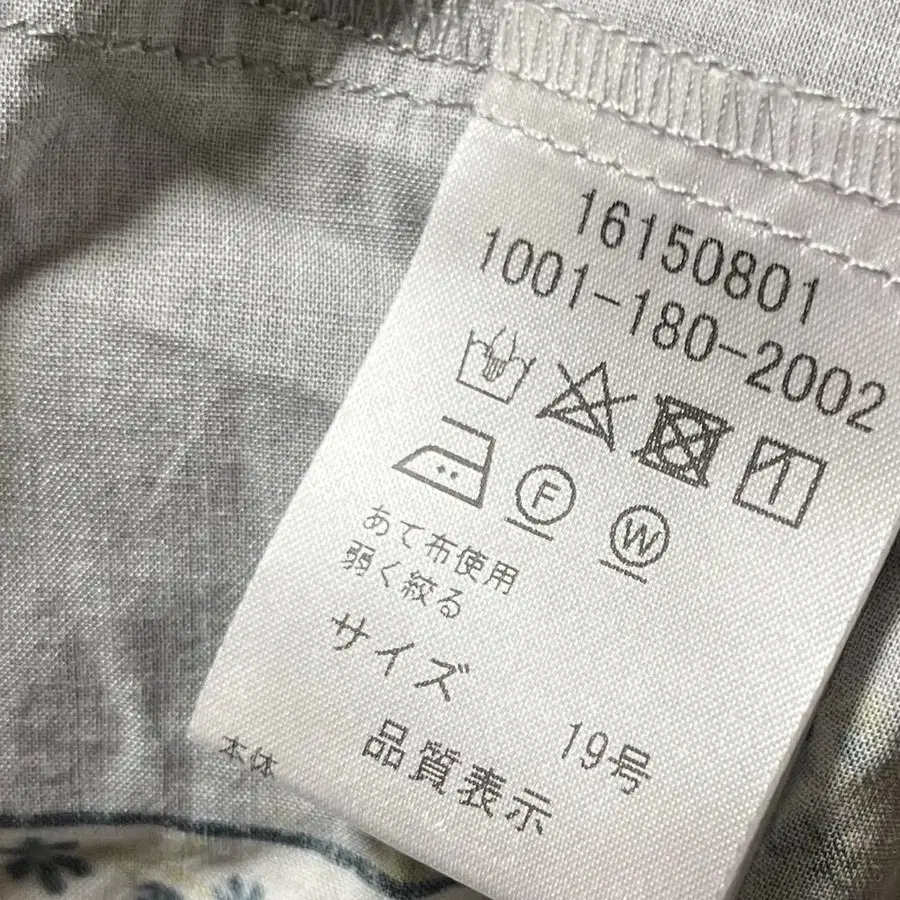 16150801
1001-180-2002
F
W
あて布使用
弱く絞る
サイズ
19号
品質表示
本体